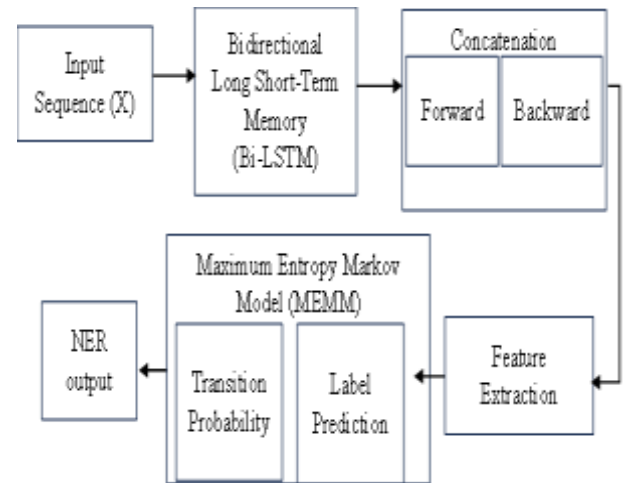 Input
Sequence (X)
Bidirectional
Long Short-Term
Memory
(Bi-LSTM)
Concatenation
Forward
Backward
Feature
Extraction
Maximum Entropy Markov
Model (MEMM)
Transition
Probability
Label
Prediction
NER
output